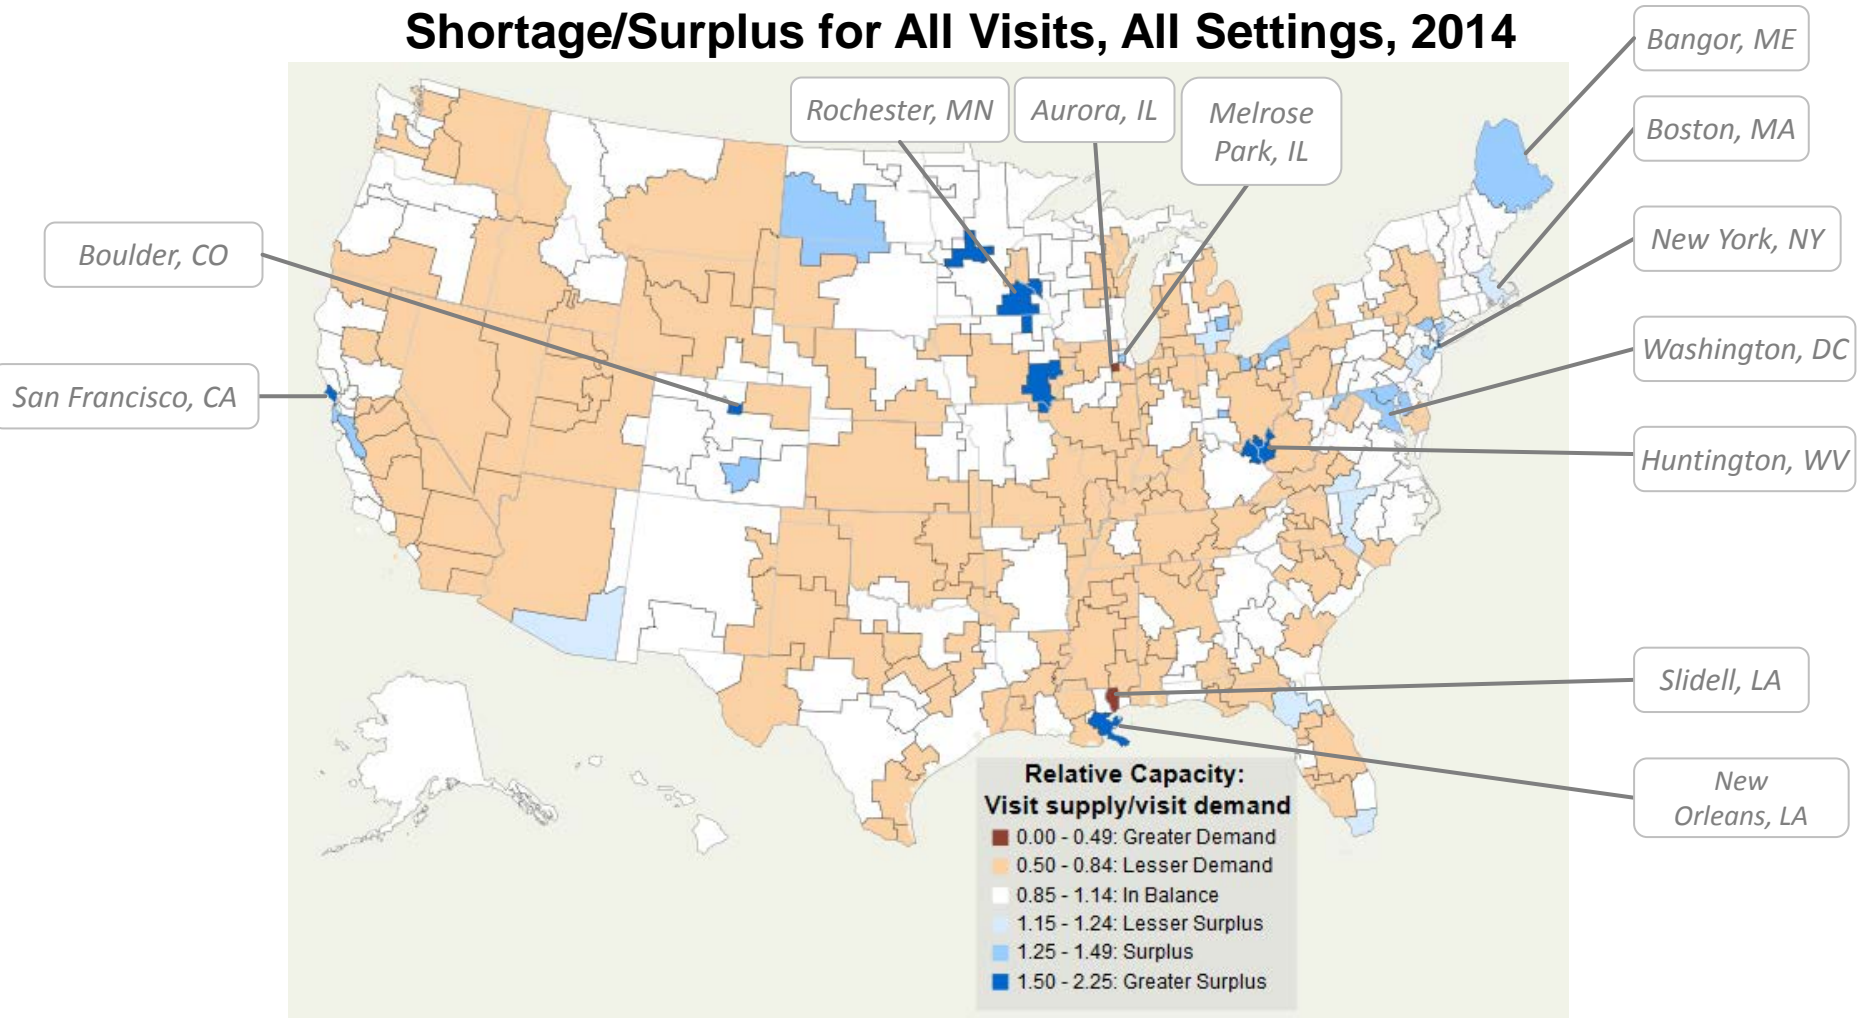 Shortage/Surplus for All Visits, All Settings, 2014
Bangor, ME
Rochester, MN
Aurora, IL
Melrose
Park, IL
Boston, MA
New York, NY
Boulder, CO
Washington, DC
San Francisco, CA
Huntington, WV
Slidell, LA
New
Orleans, LA
Relative Capacity:
Visit supply/visit demand
0.00 - 0.49: Greater Demand
0.50 - 0.84: Lesser Demand
0.85 - 1.14: In Balance
1.15 - 1.24: Lesser Surplus
1.25 - 1.49: Surplus
1.50 - 2.25: Greater Surplus